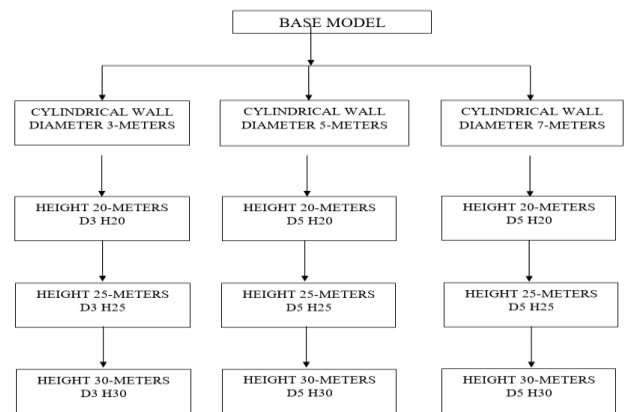 BASE MODEL
CYLINDRICAL WALL
DIAMETER 3-METERS
CYLINDRICAL WALL
DIAMETER 5-METERS
CYLINDRICAL WALL
DIAMETER 7-METERS
HEIGHT 20-METERS
D3 H20
HEIGHT 20-METERS
D5 H20
HEIGHT 20-METERS
D5 H20
HEIGHT 25-METERS
D3 H25
HEIGHT 25-METERS
D5 H25
HEIGHT 25-METERS
D5 H25
HEIGHT 30-METERS
D3 H30
HEIGHT 30-METERS
D5 H30
HEIGHT 30-METERS
D5 H30